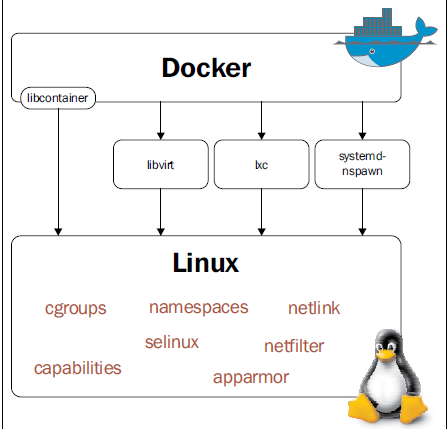 Docker
libcontainer
libvirt
lxc
systemd-
nspawn
Linux
cgroups
namespaces
netlink
selinux
netfilter
capabilities
apparmor